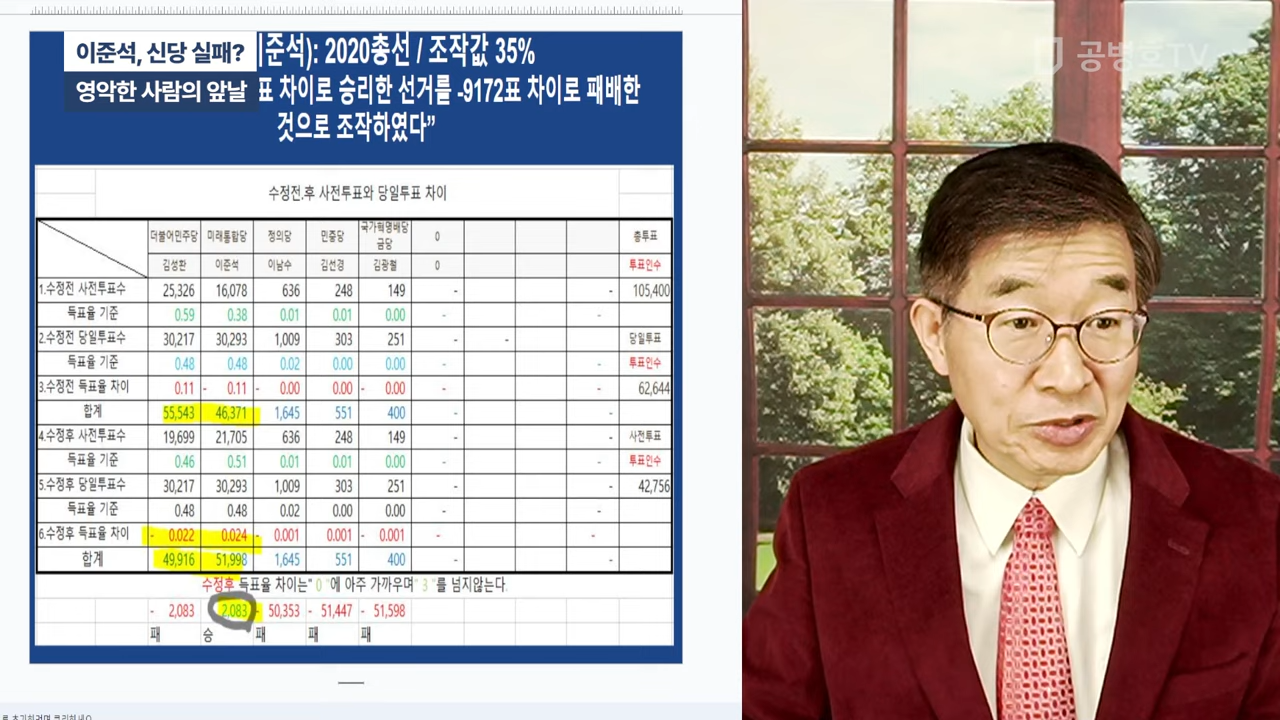 이준석, 신당 실패?
영악한 사람의 앞날
준석): 2020총선 / 조작값 35%
표 차이로 승리한 선거를 -9172표 차이로 패배한
것으로 조작하였다”
공병호TV
수정전.후 사전투표와 당일투표 차이
더불어민주당 미래통합당 정의당 민중당 국가혁명배당금당 0 총투표
김성환 이준석 이남수 김선경 김광철 0 투표인수
1.수정전 사전투표수 25,326 16,078 636 248 149 - - 105,400
득표율 기준 0.59 0.38 0.01 0.01 0.00 - -
2.수정전 당일투표수 30,217 30,293 1,009 303 251 - - 당일투표
득표율 기준 0.48 0.48 0.02 0.00 0.00 - - 투표인수
3.수정전 득표율 차이 0.11 - 0.11 - 0.00 0.00 - 0.00 - - 62,644
합계 55,543 46,371 1,645 551 400 - -
4.수정후 사전투표수 19,699 21,705 636 248 149 - - 사전투표
득표율 기준 0.46 0.51 0.01 0.01 0.00 - - 투표인수
5.수정후 당일투표수 30,217 30,293 1,009 303 251 - - 42,756
득표율 기준 0.48 0.48 0.02 0.00 0.00 - -
6.수정후 득표율 차이 - 0.022 0.024 - 0.001 0.001 - 0.001 - -
합계 49,916 51,998 1,645 551 400 - -
수정후 득표율 차이는" 0 "에 아주 가까우며" 3 "를 넘지않는다.
- 2,083 2,083 - 50,353 - 51,447 - 51,598
패 승 패 패 패